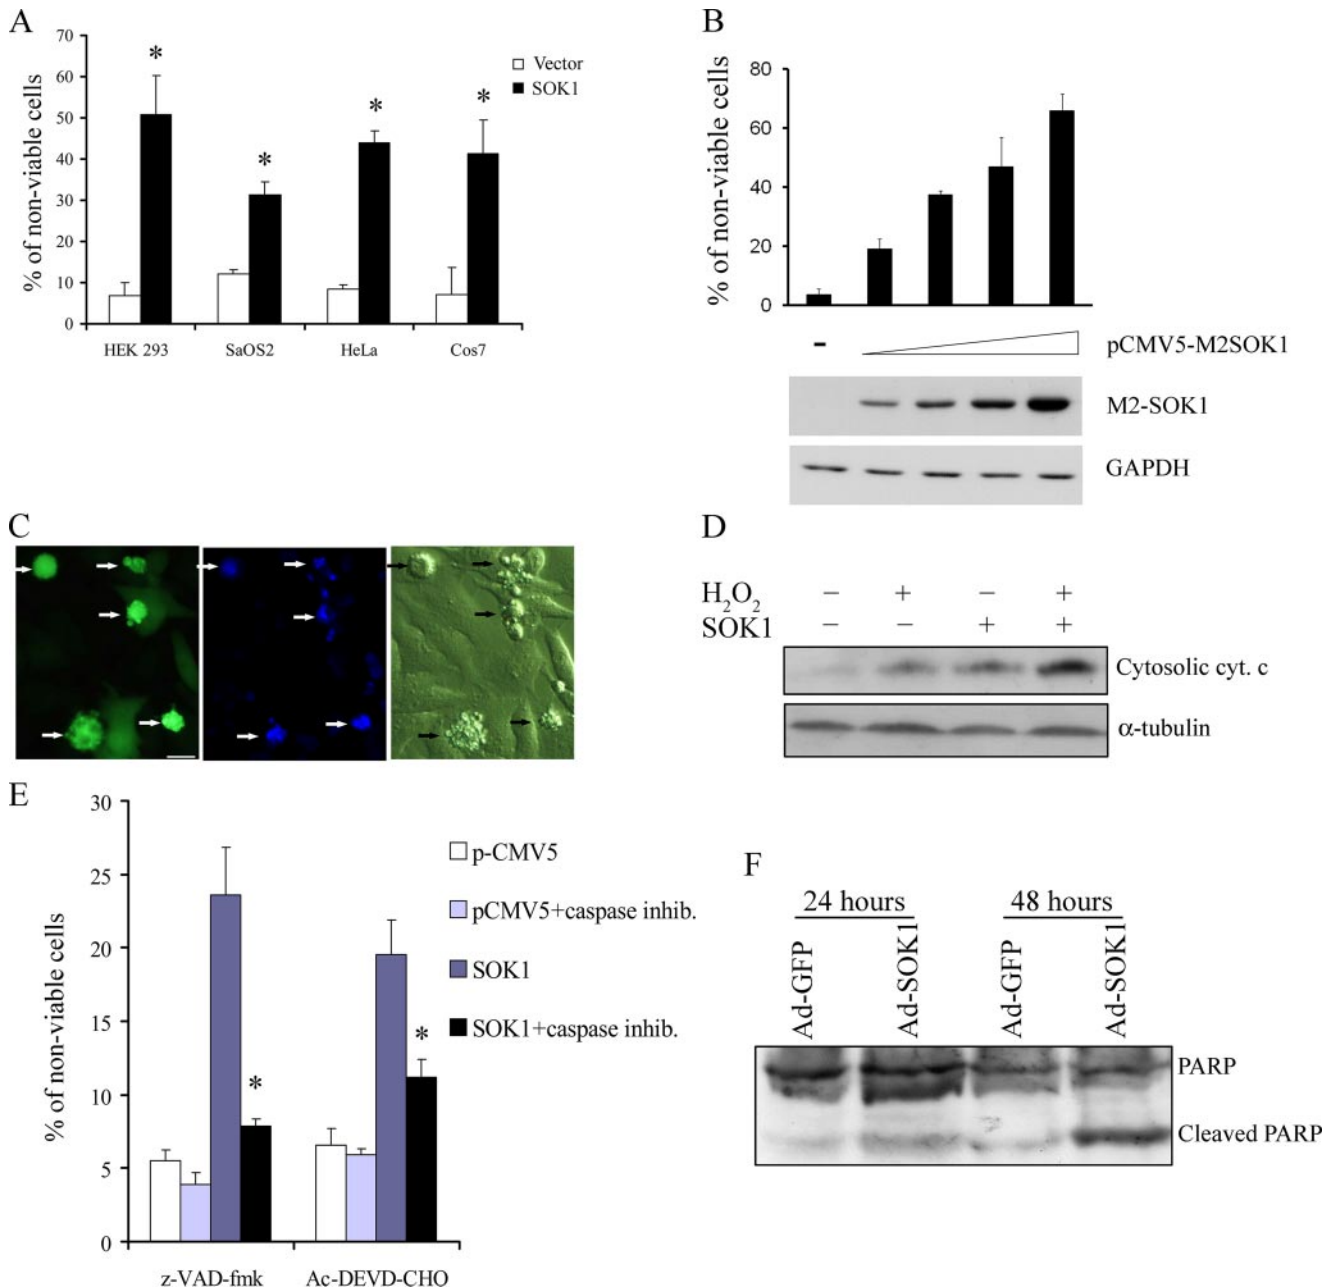 A
70
60
50
40
30
20
10
0
% of non-viable cells
* * * *
Vector
SOK1
HEK 293 SaOS2 HeLa Cos7
B
80
60
40
20
0
% of non-viable cells
- pCMV5-M2SOK1
M2-SOK1
GAPDH
C
D
H2O2 – + – +
SOK1 – – + +
Cytosolic cyt. c
α-tubulin
E
30
25
20
15
10
5
0
% of non-viable cells
* *
p-CMV5
pCMV5+caspase inhib.
SOK1
SOK1+caspase inhib.
z-VAD-fmk Ac-DEVD-CHO
F
24 hours 48 hours
Ad-GFP Ad-SOK1 Ad-GFP Ad-SOK1
PARP
Cleaved PARP